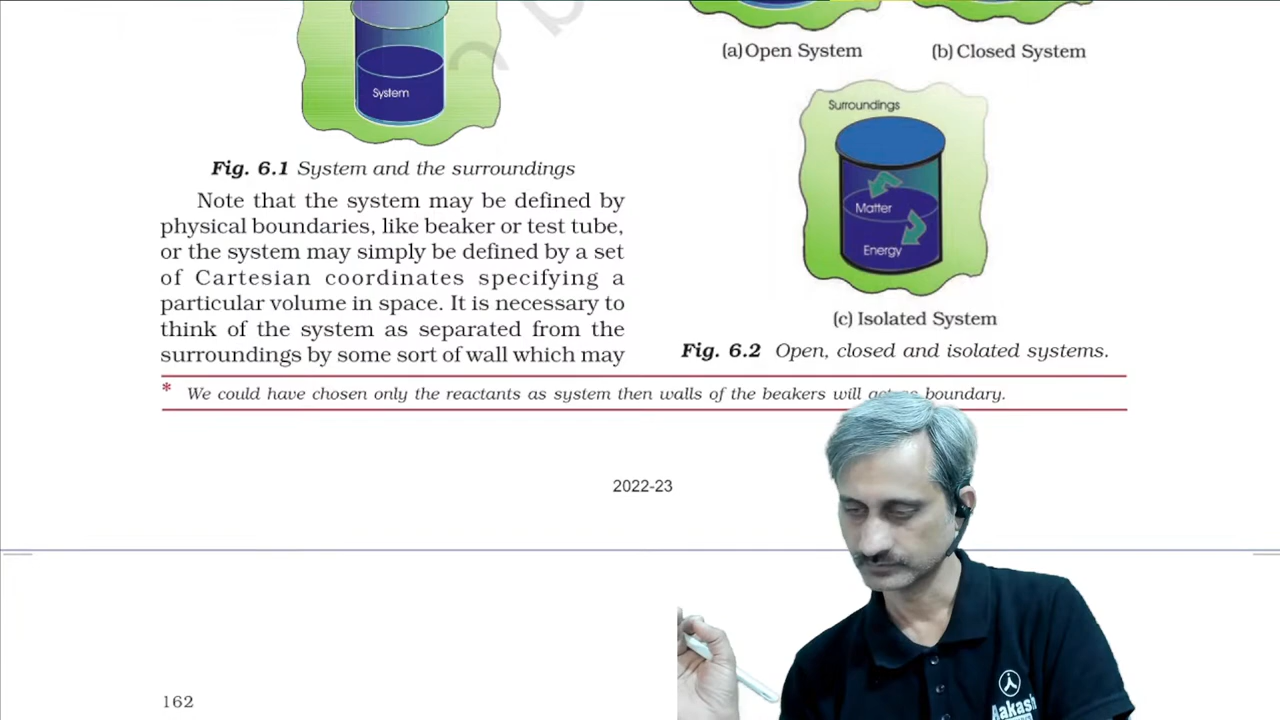 System
Fig. 6.1 System and the surroundings
Note that the system may be defined by
physical boundaries, like beaker or test tube,
or the system may simply be defined by a set
of Cartesian coordinates specifying a
particular volume in space. It is necessary to
think of the system as separated from the
surroundings by some sort of wall which may
(a) Open System
(b) Closed System
Surroundings
Matter
Energy
(c) Isolated System
Fig. 6.2 Open, closed and isolated systems.
* We could have chosen only the reactants as system then walls of the beakers will boundary.
2022-23
162
Aakash